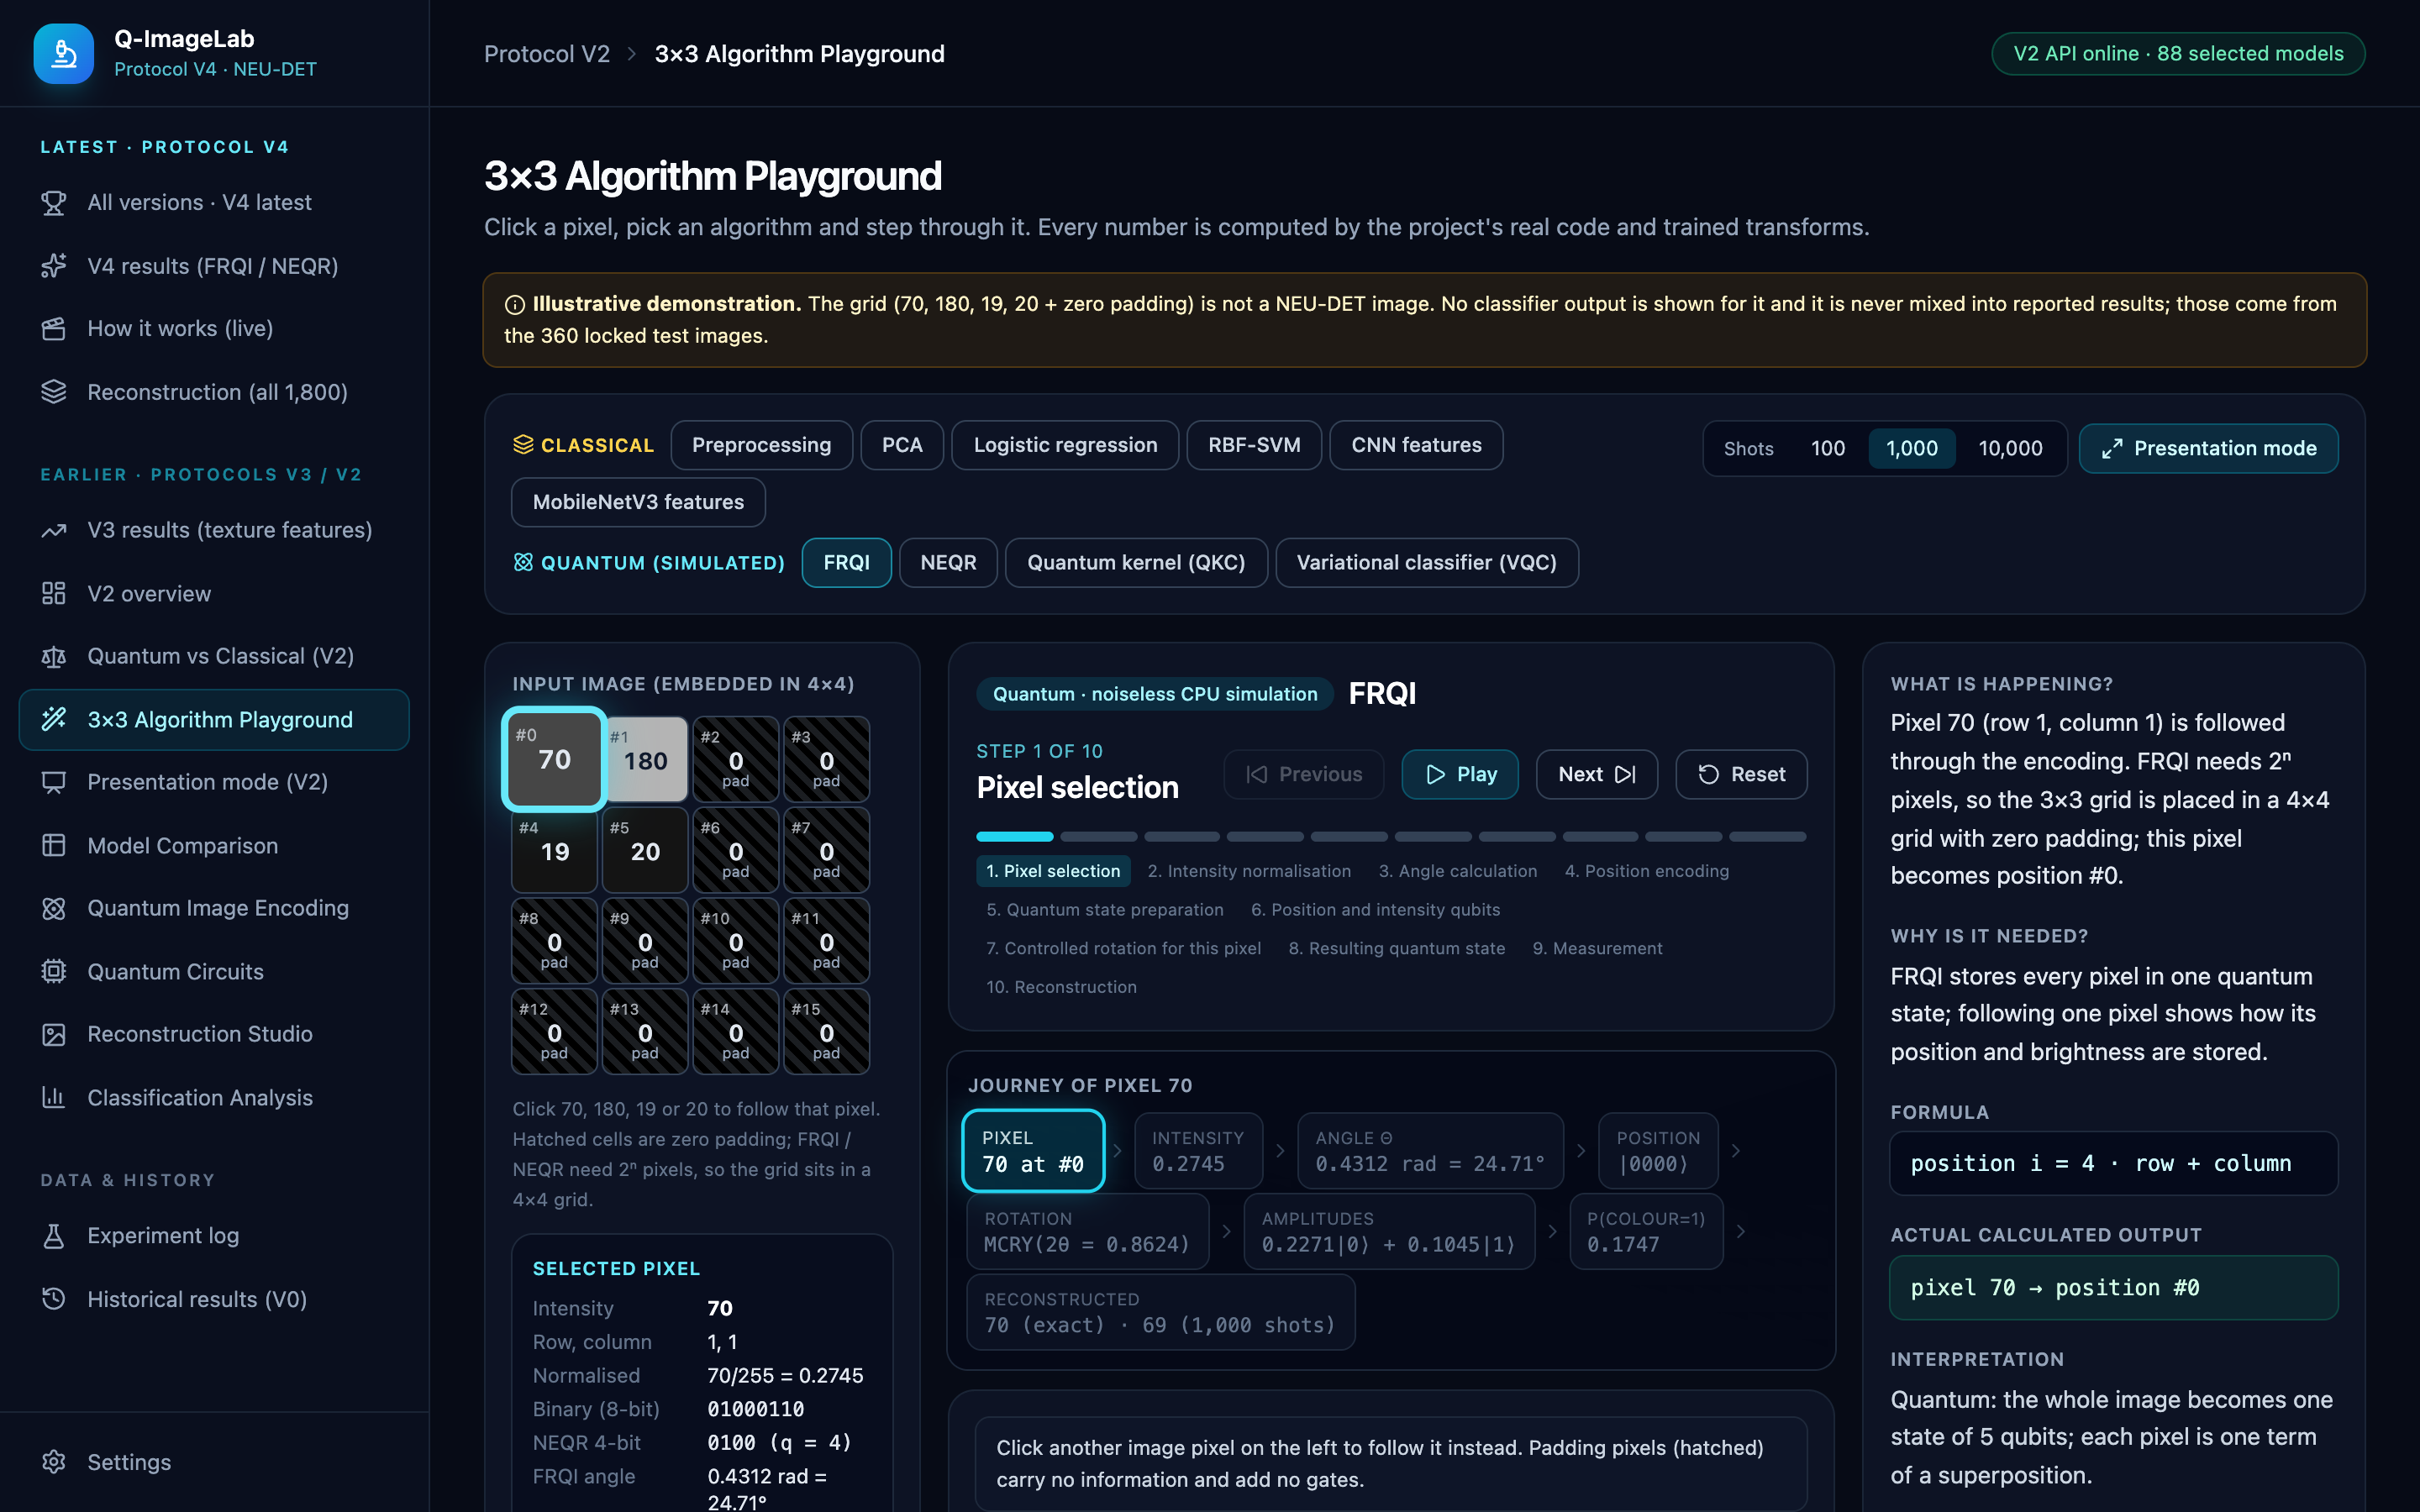 Q-ImageLab
Protocol V4 · NEU-DET
LATEST · PROTOCOL V4
All versions · V4 latest
V4 results (FRQI / NEQR)
How it works (live)
Reconstruction (all 1,800)
EARLIER · PROTOCOLS V3 / V2
V3 results (texture features)
V2 overview
Quantum vs Classical (V2)
3×3 Algorithm Playground
Presentation mode (V2)
Model Comparison
Quantum Image Encoding
Quantum Circuits
Reconstruction Studio
Classification Analysis
DATA & HISTORY
Experiment log
Historical results (V0)
Settings
Protocol V2 › 3×3 Algorithm Playground
V2 API online · 88 selected models
3×3 Algorithm Playground
Click a pixel, pick an algorithm and step through it. Every number is computed by the project's real code and trained transforms.
Illustrative demonstration. The grid (70, 180, 19, 20 + zero padding) is not a NEU-DET image. No classifier output is shown for it and it is never mixed into reported results; those come from
the 360 locked test images.
CLASSICAL Preprocessing PCA Logistic regression RBF-SVM CNN features
MobileNetV3 features
Shots 100 1,000 10,000 Presentation mode
QUANTUM (SIMULATED) FRQI NEQR Quantum kernel (QKC) Variational classifier (VQC)
INPUT IMAGE (EMBEDDED IN 4×4)
#0 #1 #2 #3
70 180 0 0
pad pad
#4 #5 #6 #7
19 20 0 0
pad pad
#8 #9 #10 #11
0 0 0 0
pad pad pad pad
#12 #13 #14 #15
0 0 0 0
pad pad pad pad
Click 70, 180, 19 or 20 to follow that pixel.
Hatched cells are zero padding; FRQI /
NEQR need 2ⁿ pixels, so the grid sits in a
4×4 grid.
SELECTED PIXEL
Intensity 70
Row, column 1, 1
Normalised 70/255 = 0.2745
Binary (8-bit) 01000110
NEQR 4-bit 0100 (q = 4)
FRQI angle 0.4312 rad =
24.71°
Quantum · noiseless CPU simulation FRQI
STEP 1 OF 10
Pixel selection
Previous Play Next Reset
1. Pixel selection 2. Intensity normalisation 3. Angle calculation 4. Position encoding
5. Quantum state preparation 6. Position and intensity qubits
7. Controlled rotation for this pixel 8. Resulting quantum state 9. Measurement
10. Reconstruction
JOURNEY OF PIXEL 70
PIXEL INTENSITY ANGLE Θ POSITION
70 at #0 0.2745 0.4312 rad = 24.71° |0000⟩
ROTATION AMPLITUDES P(COLOUR=1)
MCRY(2θ = 0.8624) 0.2271|0⟩ + 0.1045|1⟩ 0.1747
RECONSTRUCTED
70 (exact) · 69 (1,000 shots)
Click another image pixel on the left to follow it instead. Padding pixels (hatched)
carry no information and add no gates.
WHAT IS HAPPENING?
Pixel 70 (row 1, column 1) is followed
through the encoding. FRQI needs 2ⁿ
pixels, so the 3×3 grid is placed in a 4×4
grid with zero padding; this pixel
becomes position #0.
WHY IS IT NEEDED?
FRQI stores every pixel in one quantum
state; following one pixel shows how its
position and brightness are stored.
FORMULA
position i = 4 · row + column
ACTUAL CALCULATED OUTPUT
pixel 70 → position #0
INTERPRETATION
Quantum: the whole image becomes one
state of 5 qubits; each pixel is one term
of a superposition.